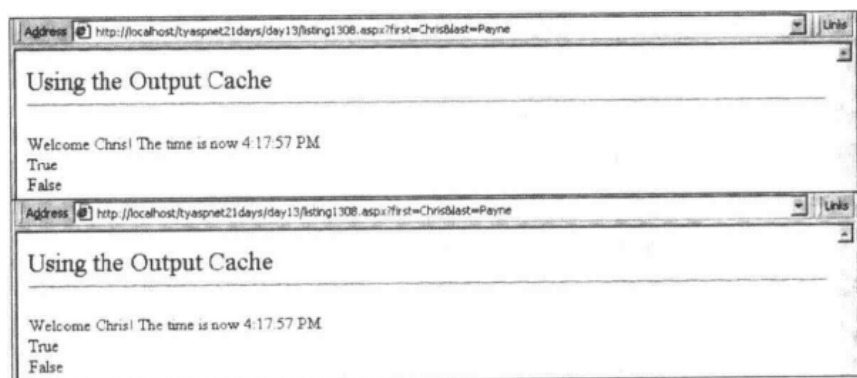 Address http://localhost/tyaspnet21days/day13/listing1308.aspx?first=Chris&last=Payne Links
Using the Output Cache
Welcome Chris! The time is now 4:17:57 PM
True
False
Address http://localhost/tyaspnet21days/day13/listing1308.aspx?first=Chris&last=Payne Links
Using the Output Cache
Welcome Chris! The time is now 4:17:57 PM
True
False